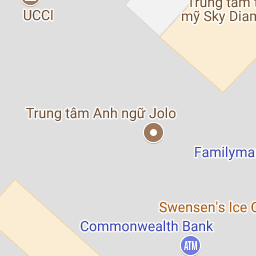 UCCI
Trung tâm
mỹ Sky Diam
Trung tâm Anh ngữ Jolo
Familyma
Swensen's Ice C
Commonwealth Bank
ATM